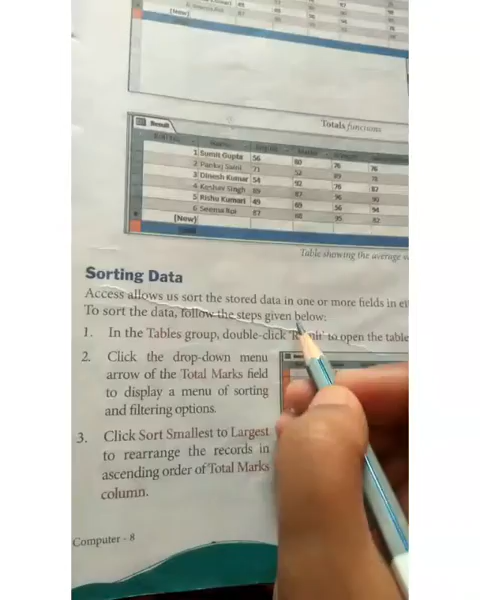 (New)
Totals functions
Result
1 Sumit Gupta 56 80 76 76
2 Pankaj Saini 71 52 89 78
3 Dinesh Kumar 54 92 76 87
4 Keshav Singh 89 87 96 90
5 Rishu Kumari 45 69 56 94
6 Seema Rai 87 88 95 82
(New)
Table showing the average
Sorting Data
Access allows us sort the stored data in one or more fields in
To sort the data, follow the steps given below:
1. In the Tables group, double-click to open the table
2. Click the drop-down menu
arrow of the Total Marks field
to display a menu of sorting
and filtering options.
3. Click Sort Smallest to Largest
to rearrange the records in
ascending order of Total Marks
column.
Computer - 8